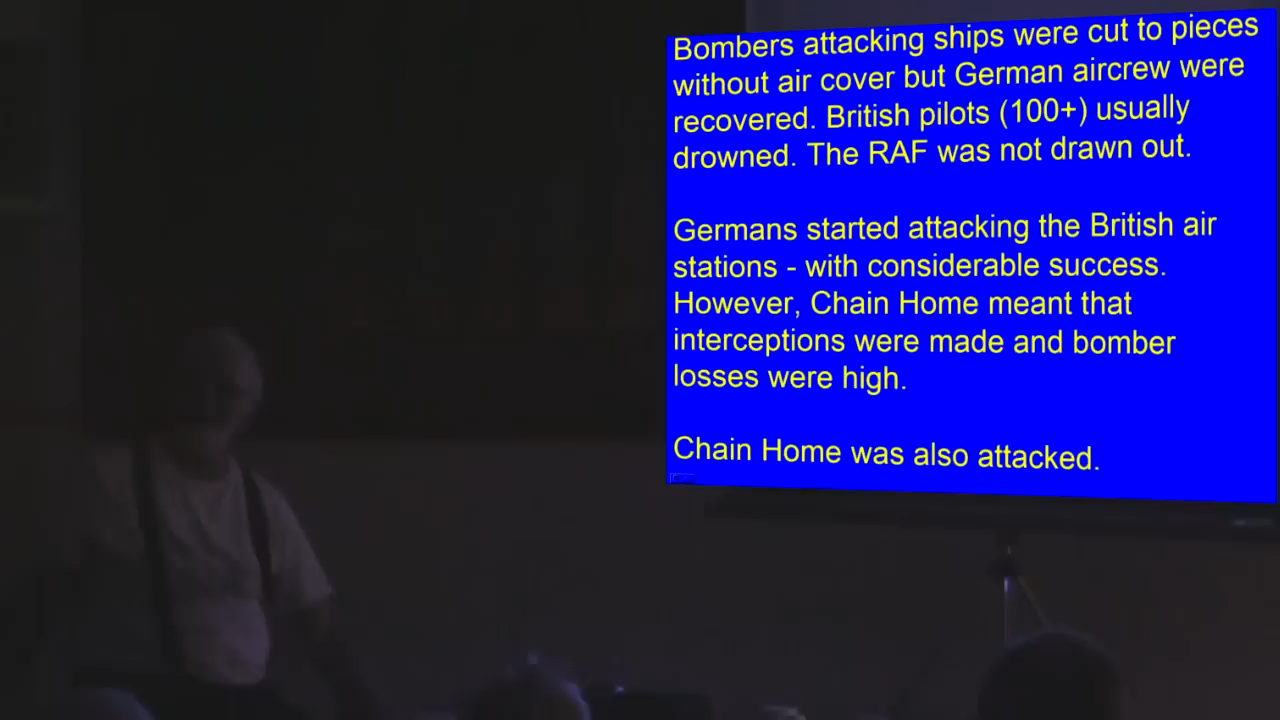 Bombers attacking ships were cut to pieces
without air cover but German aircrew were
recovered. British pilots (100+) usually
drowned. The RAF was not drawn out.
Germans started attacking the British air
stations - with considerable success.
However, Chain Home meant that
interceptions were made and bomber
losses were high.
Chain Home was also attacked.